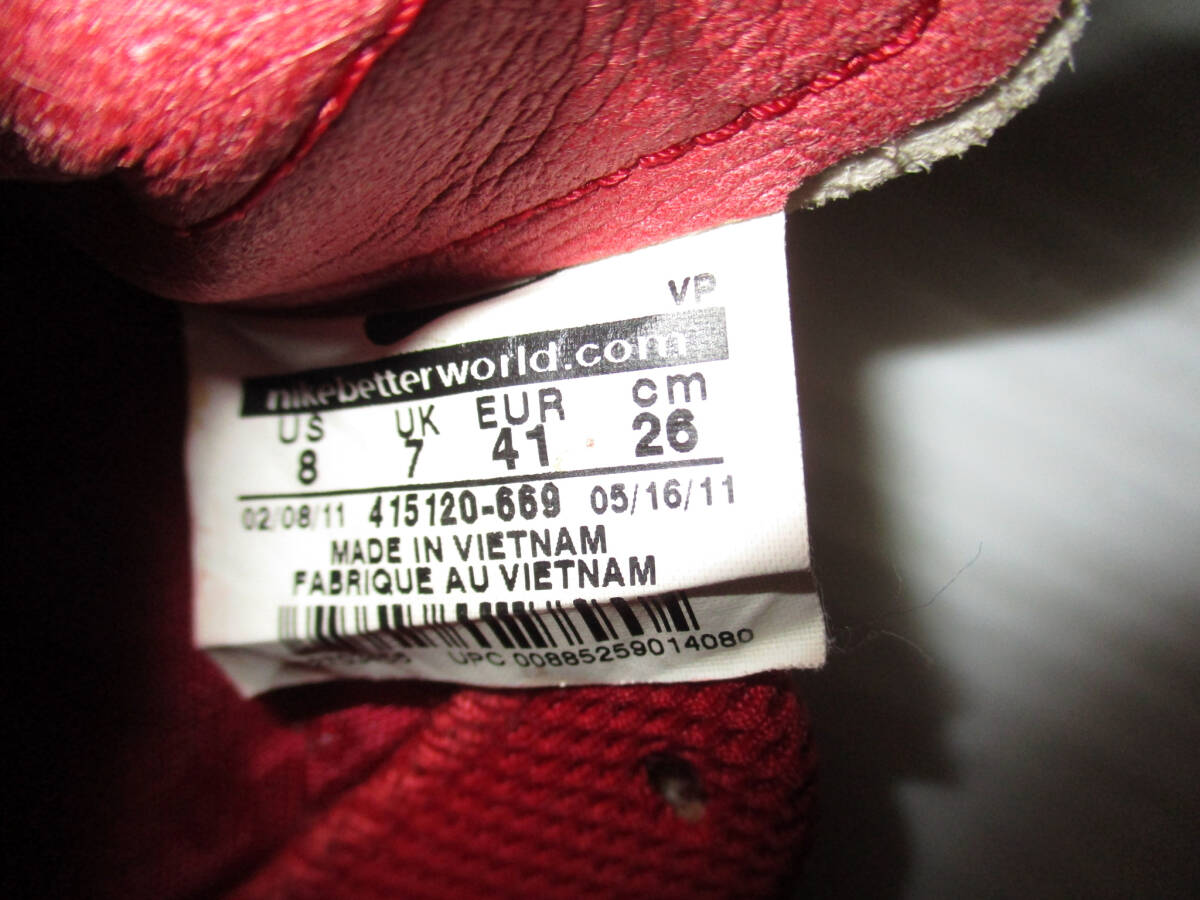 VP
nikebetterworld.com
US UK EUR cm
8 7 41 26
02/08/11 415120-669 05/16/11
MADE IN VIETNAM
FABRIQUE AU VIETNAM
UPC 00885259014080